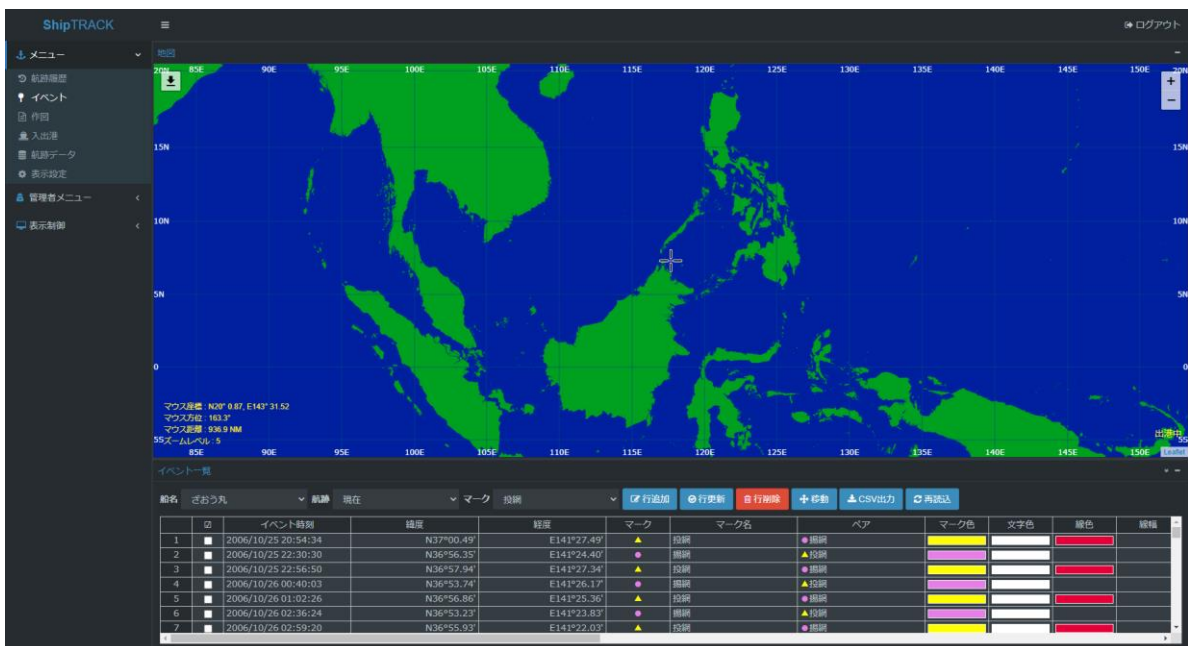 ShipTRACK
ログアウト
メニュー
航跡履歴
イベント
作図
入出港
航跡データ
表示設定
管理者メニュー
表示制御
地図
20N 85E 90E 95E 100E 105E 110E 115E 120E 125E 130E 135E 140E 145E 150E 20N
+
−
15N 15N
10N 10N
5N 5N
0 0
マウス座標 : N20° 0.87, E143° 31.52
マウス方位 : 163.3°
マウス距離 : 936.9 NM
ズームレベル : 5
出港中
5S 5S
85E 90E 95E 100E 105E 110E 115E 120E 125E 130E 135E 140E 145E 150E Leaflet
イベント一覧
船名 ざおう丸 航跡 現在 マーク 投網 行追加 行更新 行削除 移動 CSV出力 再読込
イベント時刻 緯度 経度 マーク マーク名 ペア マーク色 文字色 線色 線幅
1 2006/10/25 20:54:34 N37°00.49' E141°27.49' ▲ 投網 ●揚網
2 2006/10/25 22:30:30 N36°56.35' E141°24.40' ● 揚網 ▲投網
3 2006/10/25 22:56:50 N36°57.94' E141°27.34' ▲ 投網 ●揚網
4 2006/10/26 00:40:03 N36°53.74' E141°26.17' ● 揚網 ▲投網
5 2006/10/26 01:02:26 N36°56.86' E141°25.36' ▲ 投網 ●揚網
6 2006/10/26 02:36:24 N36°53.23' E141°23.83' ● 揚網 ▲投網
7 2006/10/26 02:59:20 N36°55.93' E141°22.03' ▲ 投網 ●揚網